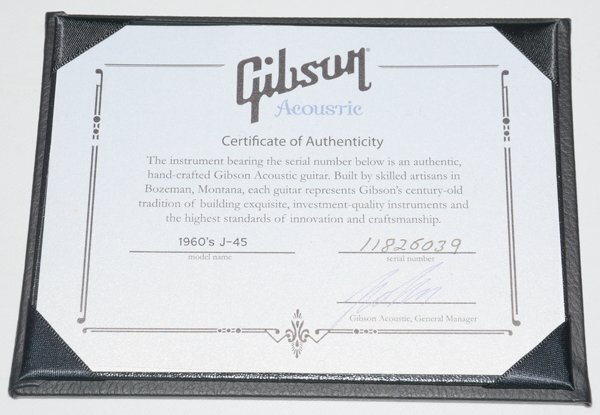 Gibson
Acoustic
Certificate of Authenticity
The instrument bearing the serial number below is an authentic,
hand-crafted Gibson Acoustic guitar. Built by skilled artisans in
Bozeman, Montana, each guitar represents Gibson's century-old
tradition of building exquisite, investment-quality instruments and
the highest standards of innovation and craftsmanship.
1960's J-45 11826039
model name serial number
Gibson Acoustic, General Manager